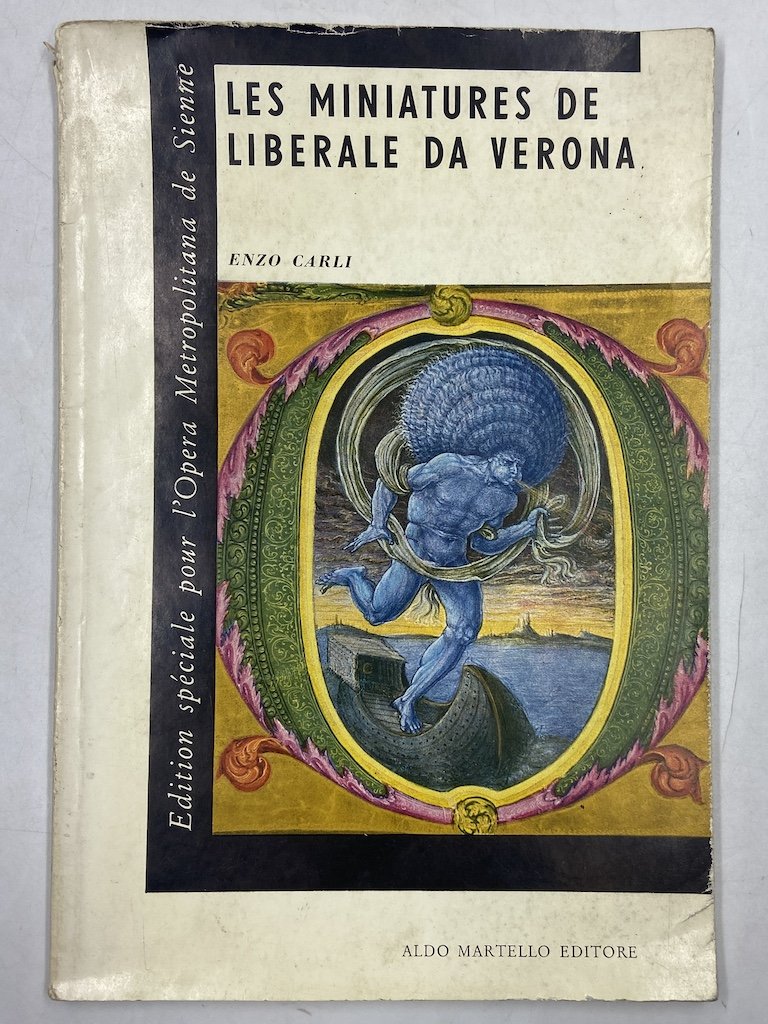 LES MINIATURES DE
LIBERALE DA VERONA
ENZO CARLI
Edition spéciale pour l'Opera Metropolitana de Sienne
ALDO MARTELLO EDITORE